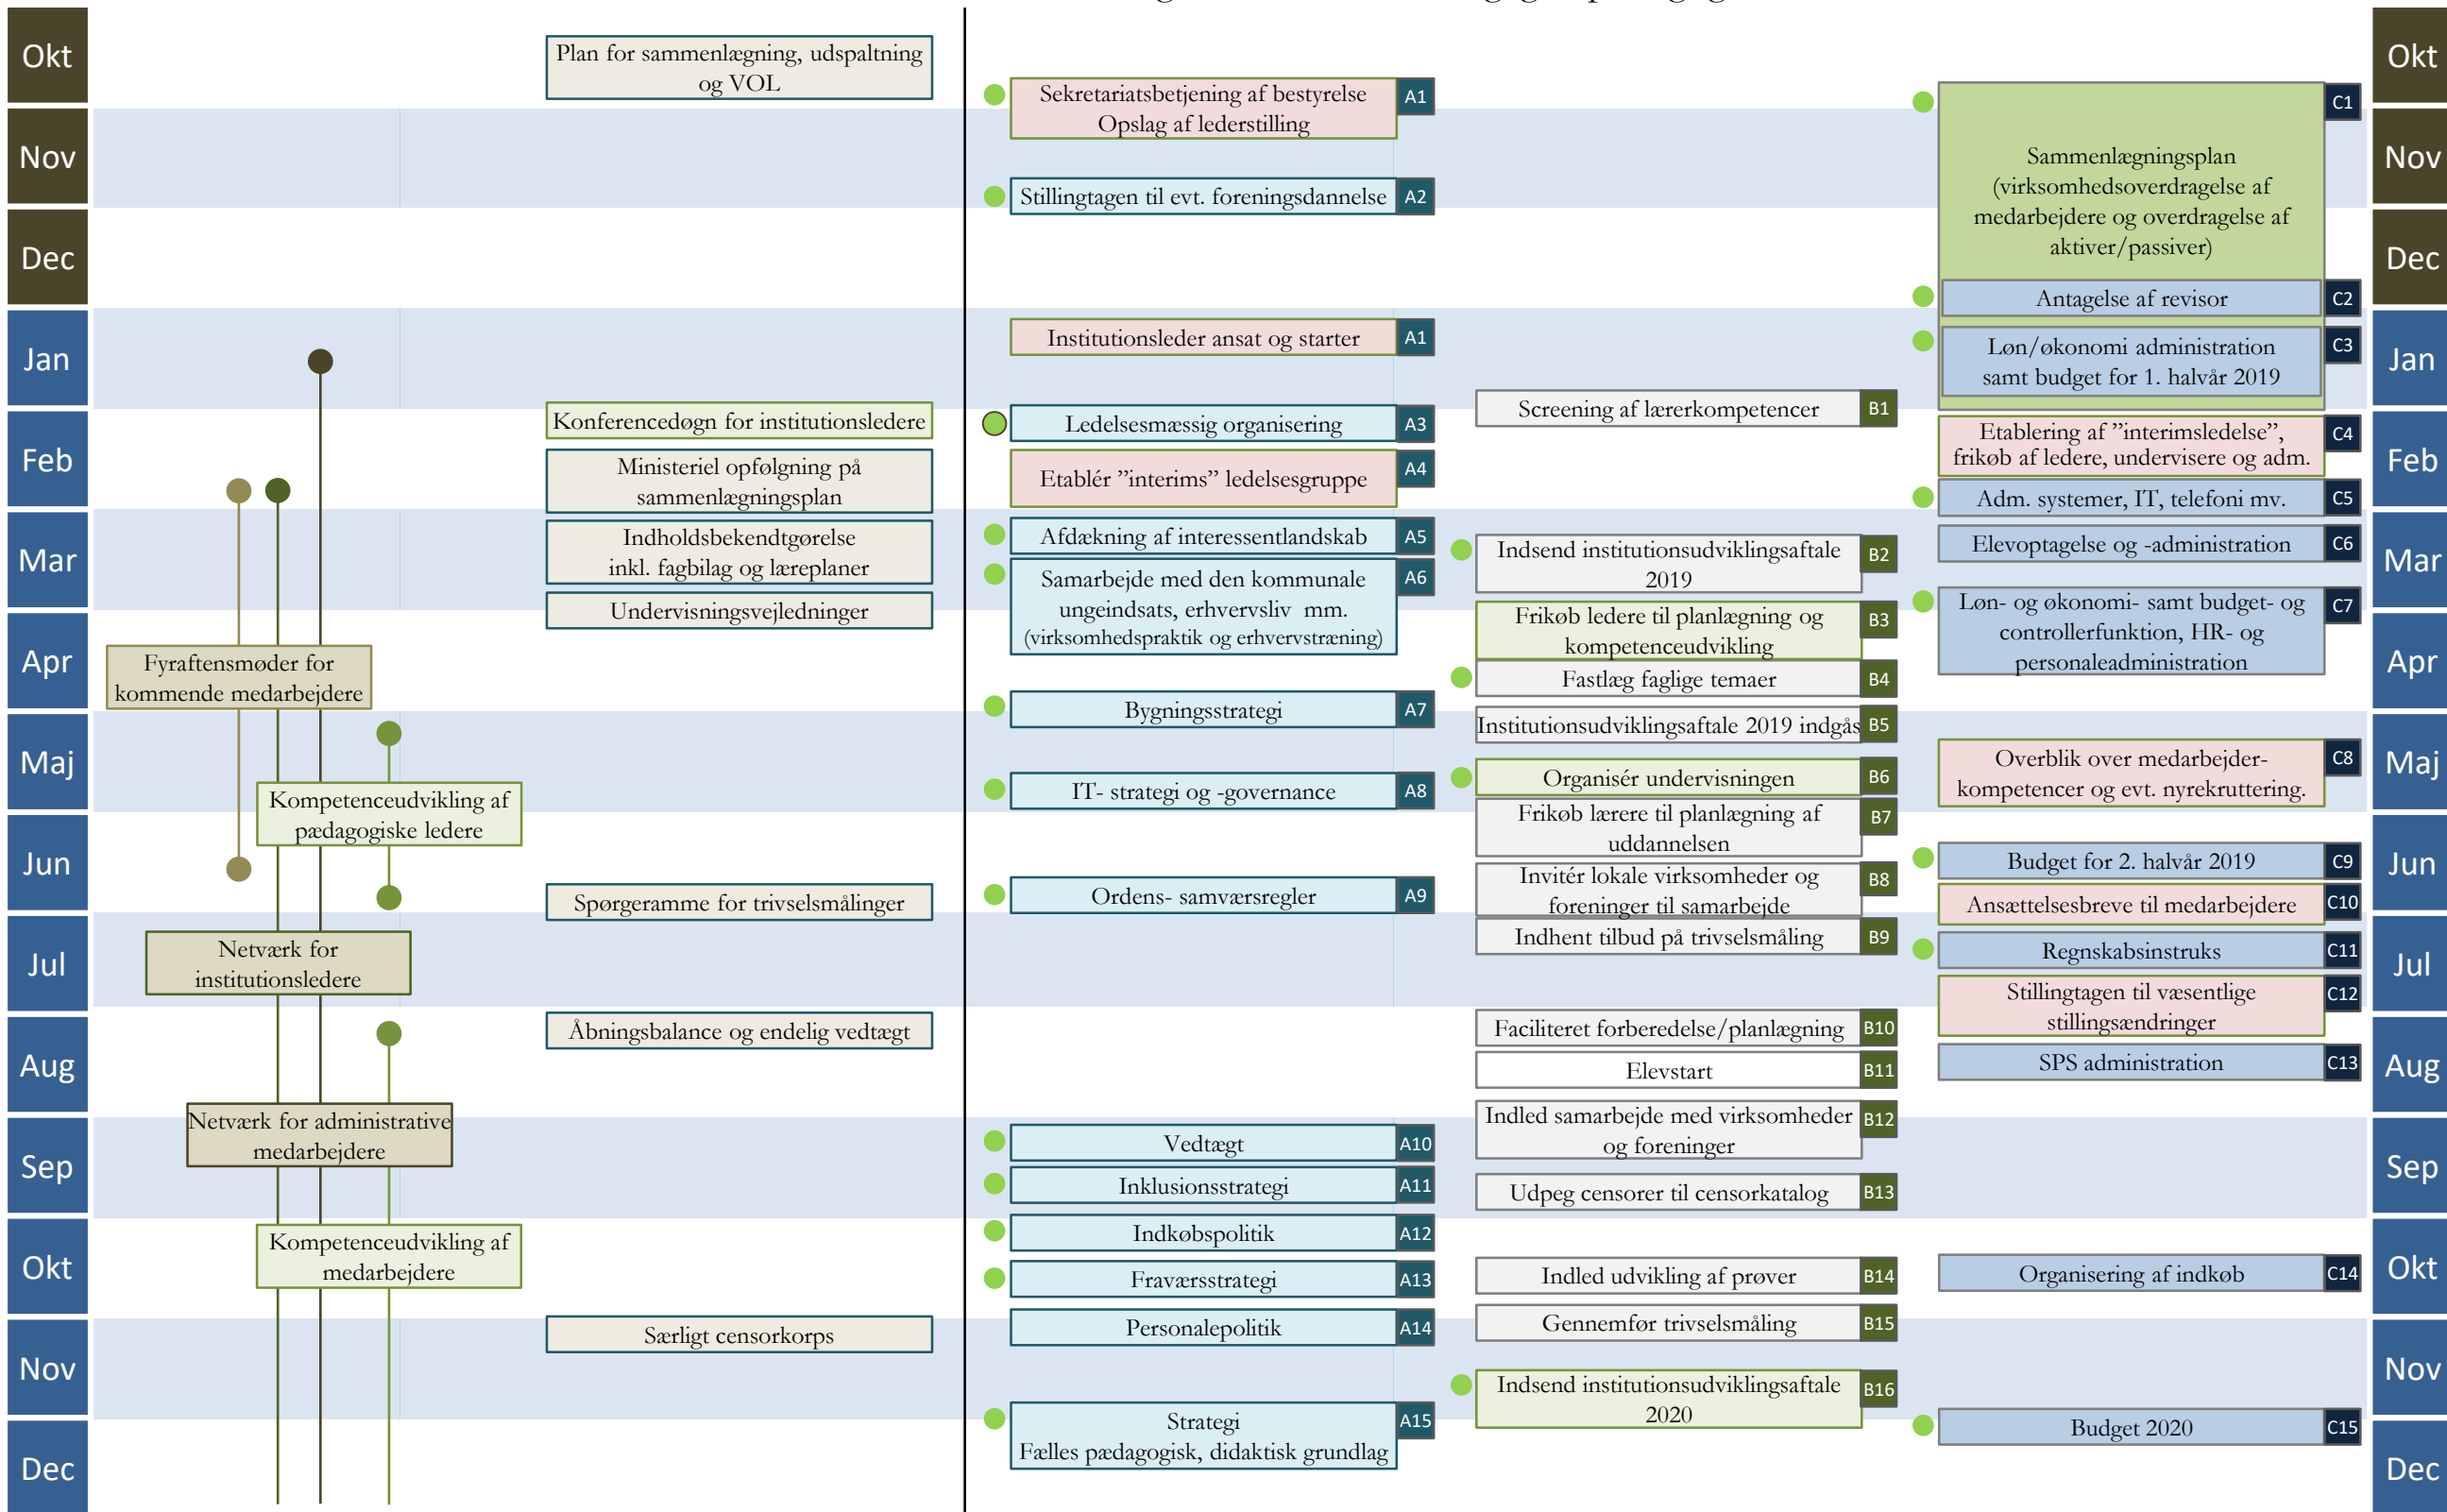 Okt
Nov
Dec
Jan
Feb
Mar
Apr
Maj
Jun
Jul
Aug
Sep
Okt
Nov
Dec
Fyraftensmøder for
kommende medarbejdere
Kompetenceudvikling af
pædagogiske ledere
Netværk for
institutionsledere
Netværk for administrative
medarbejdere
Kompetenceudvikling af
medarbejdere
Plan for sammenlægning, udspaltning
og VOL
Konferencedøgn for institutionsledere
Ministeriel opfølgning på
sammenlægningsplan
Indholdsbekendtgørelse
inkl. fagbilag og læreplaner
Undervisningsvejledninger
Spørgeramme for trivselsmålinger
Åbningsbalance og endelig vedtægt
Særligt censorkorps
Sekretariatsbetjening af bestyrelse
Opslag af lederstilling
A1
Stillingtagen til evt. foreningsdannelse
A2
Institutionsleder ansat og starter
A1
Ledelsesmæssig organisering
A3
Etablér ”interims” ledelsesgruppe
A4
Afdækning af interessentlandskab
A5
Samarbejde med den kommunale
ungeindsats, erhvervsliv mm.
(virksomhedspraktik og erhvervstræning)
A6
Bygningsstrategi
A7
IT- strategi og -governance
A8
Ordens- samværsregler
A9
Vedtægt
A10
Inklusionsstrategi
A11
Indkøbspolitik
A12
Fraværsstrategi
A13
Personalepolitik
A14
Strategi
Fælles pædagogisk, didaktisk grundlag
A15
Screening af lærerkompetencer
B1
Indsend institutionsudviklingsaftale
2019
B2
Frikøb ledere til planlægning og
kompetenceudvikling
B3
Fastlæg faglige temaer
B4
Institutionsudviklingsaftale 2019 indgås
B5
Organisér undervisningen
B6
Frikøb lærere til planlægning af
uddannelsen
B7
Invitér lokale virksomheder og
foreninger til samarbejde
B8
Indhent tilbud på trivselsmåling
B9
Faciliteret forberedelse/planlægning
B10
Elevstart
B11
Indled samarbejde med virksomheder
og foreninger
B12
Udpeg censorer til censorkatalog
B13
Indled udvikling af prøver
B14
Gennemfør trivselsmåling
B15
Indsend institutionsudviklingsaftale
2020
B16
Sammenlægningsplan
(virksomhedsoverdragelse af
medarbejdere og overdragelse af
aktiver/passiver)
C1
Antagelse af revisor
C2
Løn/økonomi administration
samt budget for 1. halvår 2019
C3
Etablering af ”interimsledelse”,
frikøb af ledere, undervisere og adm.
C4
Adm. systemer, IT, telefoni mv.
C5
Elevoptagelse og -administration
C6
Løn- og økonomi- samt budget- og
controllerfunktion, HR- og
personaleadministration
C7
Overblik over medarbejder-
kompetencer og evt. nyrekruttering.
C8
Budget for 2. halvår 2019
C9
Ansættelsesbreve til medarbejdere
C10
Regnskabsinstruks
C11
Stillingtagen til væsentlige
stillingsændringer
C12
SPS administration
C13
Organisering af indkøb
C14
Budget 2020
C15
Okt
Nov
Dec
Jan
Feb
Mar
Apr
Maj
Jun
Jul
Aug
Sep
Okt
Nov
Dec